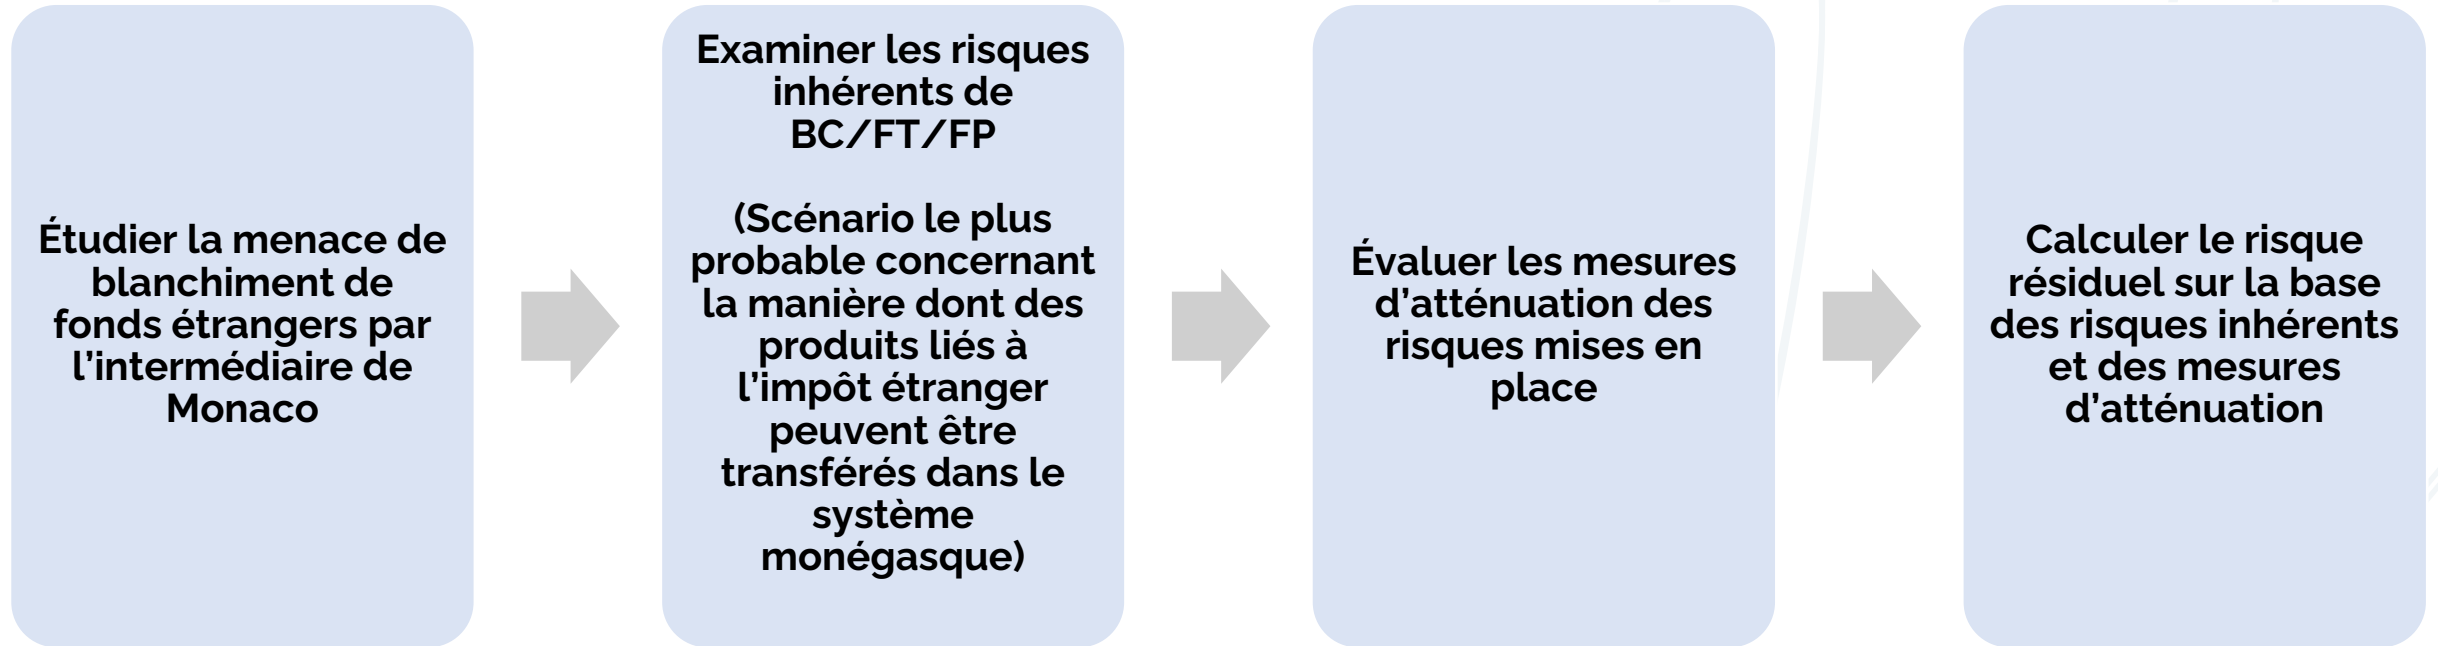 Étudier la menace de
blanchiment de
fonds étrangers par
l’intermédiaire de
Monaco
Examiner les risques
inhérents de
BC/FT/FP
(Scénario le plus
probable concernant
la manière dont des
produits liés à
l’impôt étranger
peuvent être
transférés dans le
système
monégasque)
Évaluer les mesures
d’atténuation des
risques mises en
place
Calculer le risque
résiduel sur la base
des risques inhérents
et des mesures
d’atténuation